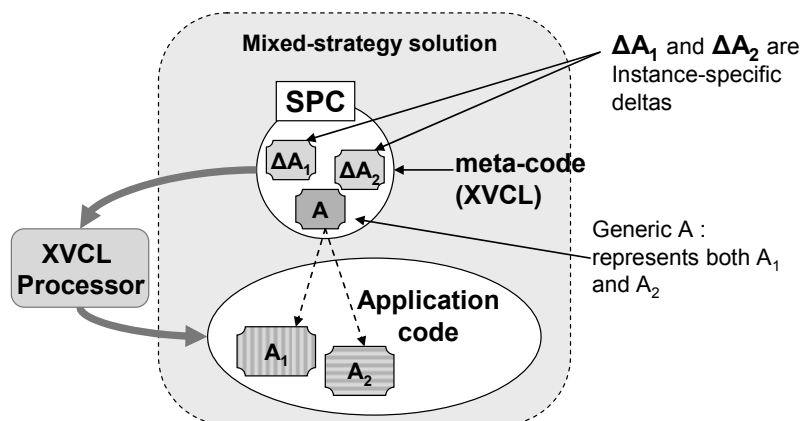 Mixed-strategy solution
ΔA₁ and ΔA₂ are
Instance-specific
deltas
SPC
ΔA₁
ΔA₂
meta-code
(XVCL)
A
Generic A :
represents both A₁
and A₂
XVCL
Processor
Application
code
A₁
A₂